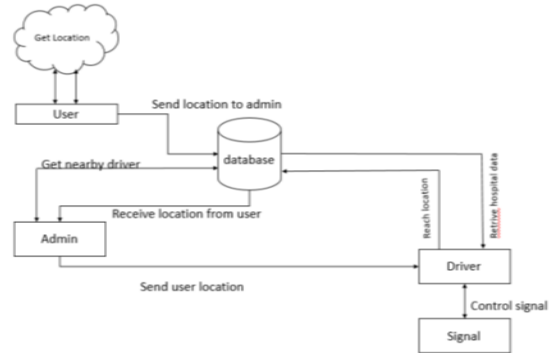 Get Location
User
Send location to admin
database
Get nearby driver
Receive location from user
Admin
Send user location
Reach location
Retrive hospital data
Driver
Control signal
Signal